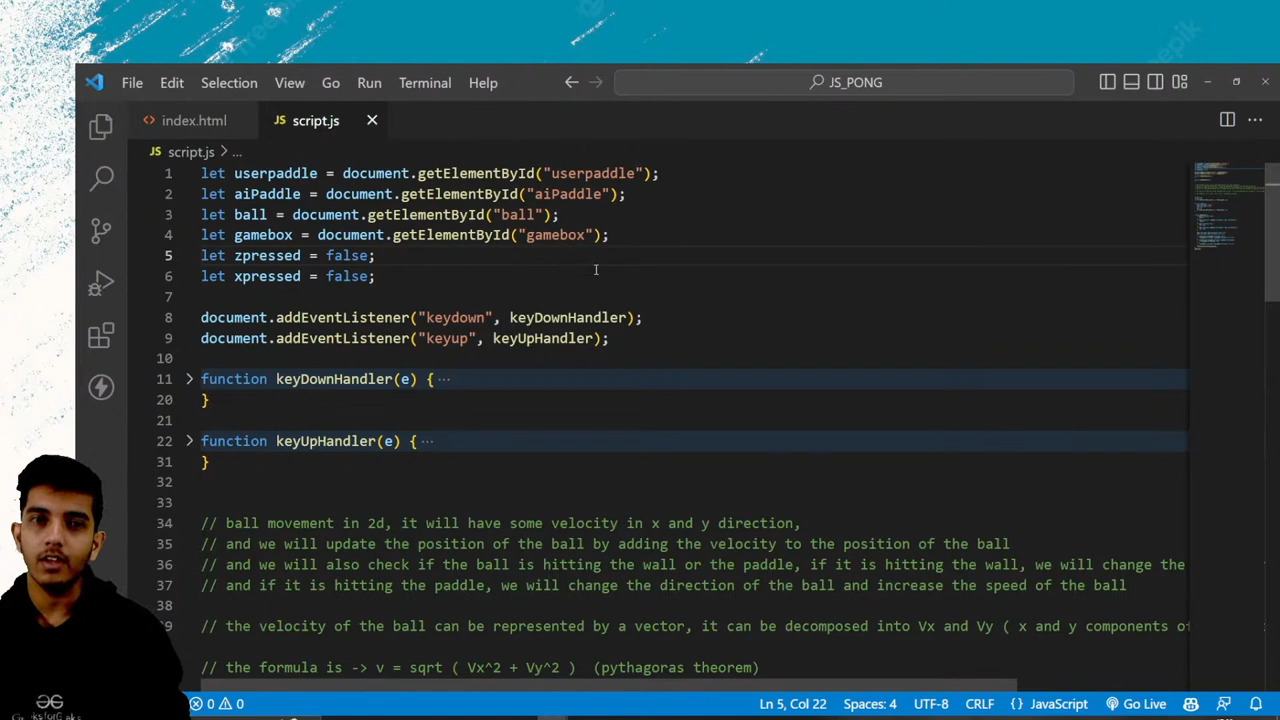 File Edit Selection View Go Run Terminal Help JS_PONG
index.html script.js
script.js > ...
1 let userpaddle = document.getElementById("userpaddle");
2 let aiPaddle = document.getElementById("aiPaddle");
3 let ball = document.getElementById("ball");
4 let gamebox = document.getElementById("gamebox");
5 let zpressed = false;
6 let xpressed = false;
7
8 document.addEventListener("keydown", keyDownHandler);
9 document.addEventListener("keyup", keyUpHandler);
10
11 function keyDownHandler(e) { ...
20 }
21
22 function keyUpHandler(e) { ...
31 }
32
33
34 // ball movement in 2d, it will have some velocity in x and y direction,
35 // and we will update the position of the ball by adding the velocity to the position of the ball
36 // and we will also check if the ball is hitting the wall or the paddle, if it is hitting the wall, we will change the
37 // and if it is hitting the paddle, we will change the direction of the ball and increase the speed of the ball
38
39 // the velocity of the ball can be represented by a vector, it can be decomposed into Vx and Vy ( x and y components of
// the formula is -> v = sqrt ( Vx^2 + Vy^2 ) (pythagoras theorem)
0 0 Ln 5, Col 22 Spaces: 4 UTF-8 CRLF {} JavaScript Go Live